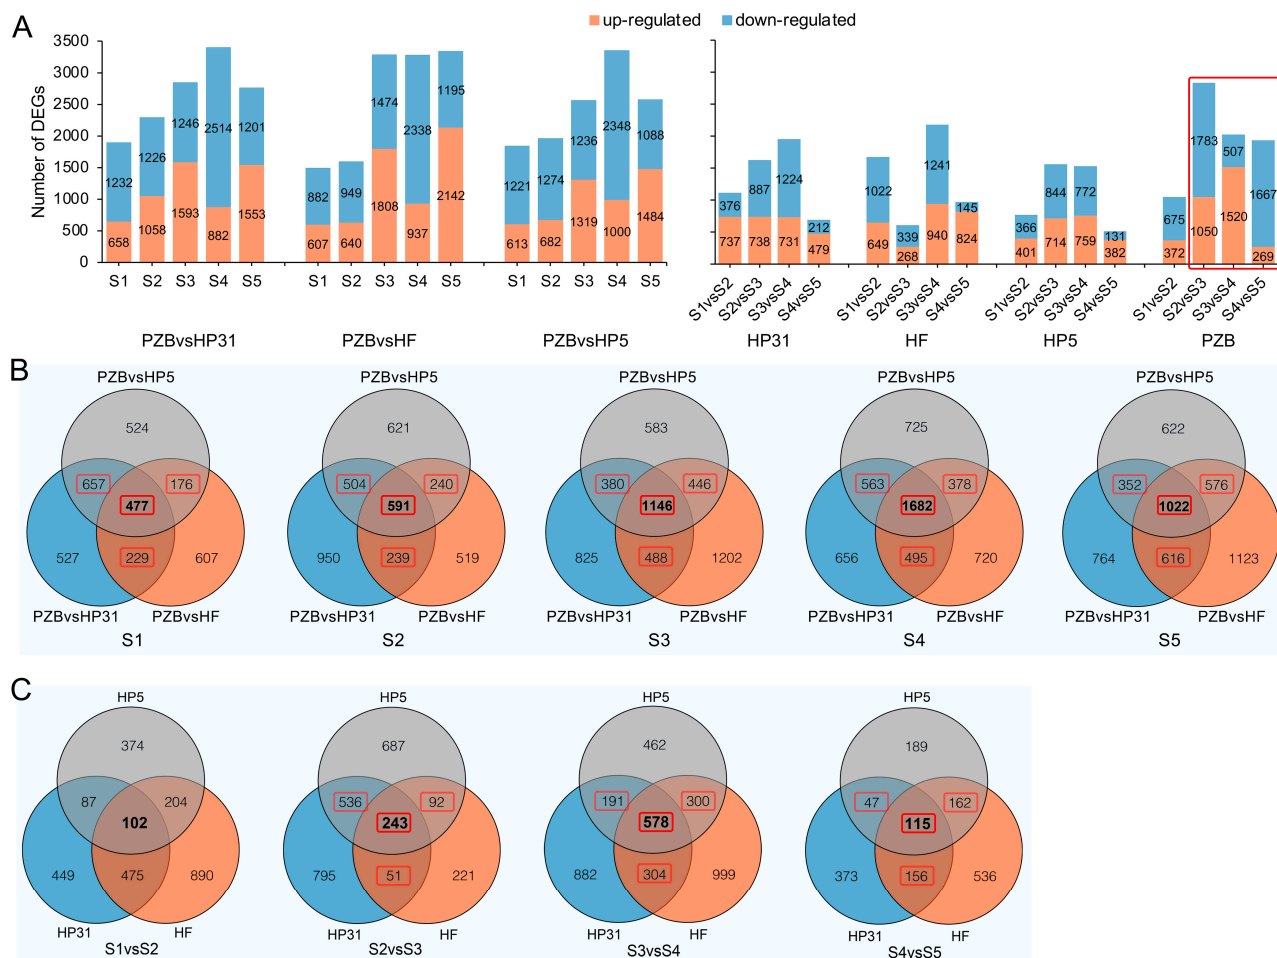 A
up-regulated down-regulated
Number of DEGs
3500
3000
2500
2000
1500
1000
500
0
1232 1226 1246 2514 1201
658 1058 1593 882 1553
S1 S2 S3 S4 S5
PZBvsHP31
882 949 1474 2338 1195
607 640 1808 937 2142
S1 S2 S3 S4 S5
PZBvsHF
1221 1274 1236 2348 1088
613 682 1319 1000 1484
S1 S2 S3 S4 S5
PZBvsHP5
376 887 1224 212
737 738 731 479
S1vsS2 S2vsS3 S3vsS4 S4vsS5
HP31
1022 339 1241 145
649 268 940 824
S1vsS2 S2vsS3 S3vsS4 S4vsS5
HF
366 844 772 131
401 714 759 382
S1vsS2 S2vsS3 S3vsS4 S4vsS5
HP5
675 1783 507 1667
372 1050 1520 269
S1vsS2 S2vsS3 S3vsS4 S4vsS5
PZB
B
PZBvsHP5
524
657 176
477
527 229 607
PZBvsHP31 PZBvsHF
S1
PZBvsHP5
621
504 240
591
950 239 519
PZBvsHP31 PZBvsHF
S2
PZBvsHP5
583
380 446
1146
825 488 1202
PZBvsHP31 PZBvsHF
S3
PZBvsHP5
725
563 378
1682
656 495 720
PZBvsHP31 PZBvsHF
S4
PZBvsHP5
622
352 576
1022
764 616 1123
PZBvsHP31 PZBvsHF
S5
C
HP5
374
87 204
102
449 475 890
HP31 HF
S1vsS2
HP5
687
536 92
243
795 51 221
HP31 HF
S2vsS3
HP5
462
191 300
578
882 304 999
HP31 HF
S3vsS4
HP5
189
47 162
115
373 156 536
HP31 HF
S4vsS5